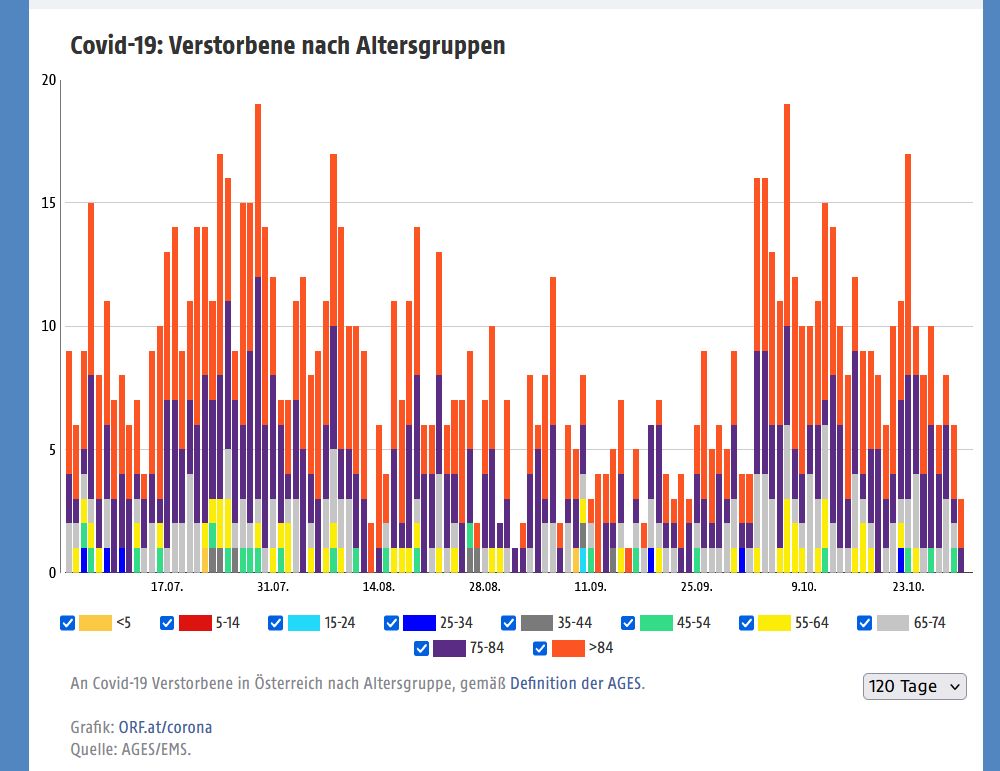 Covid-19: Verstorbene nach Altersgruppen
20
15
10
5
0
17.07. 31.07. 14.08. 28.08. 11.09. 25.09. 9.10. 23.10.
<5 5-14 15-24 25-34 35-44 45-54 55-64 65-74
75-84 >84
An Covid-19 Verstorbene in Österreich nach Altersgruppe, gemäß Definition der AGES.
120 Tage
Grafik: ORF.at/corona
Quelle: AGES/EMS.